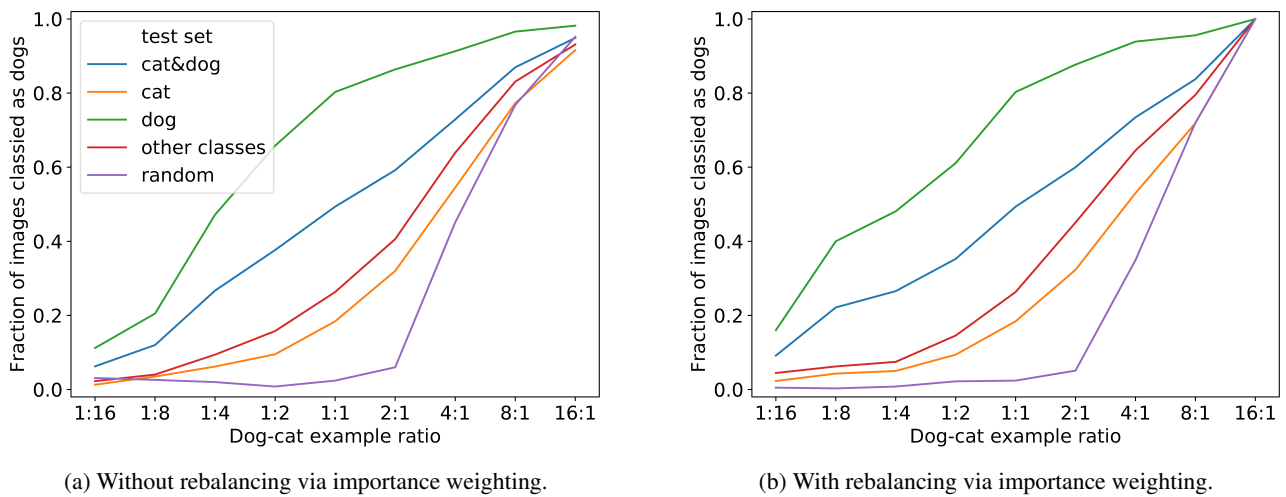 Fraction of images classied as dogs
1.0
0.8
0.6
0.4
0.2
0.0
test set
cat&dog
cat
dog
other classes
random
1:16 1:8 1:4 1:2 1:1 2:1 4:1 8:1 16:1
Dog-cat example ratio
(a) Without rebalancing via importance weighting.
Fraction of images classied as dogs
1.0
0.8
0.6
0.4
0.2
0.0
1:16 1:8 1:4 1:2 1:1 2:1 4:1 8:1 16:1
Dog-cat example ratio
(b) With rebalancing via importance weighting.